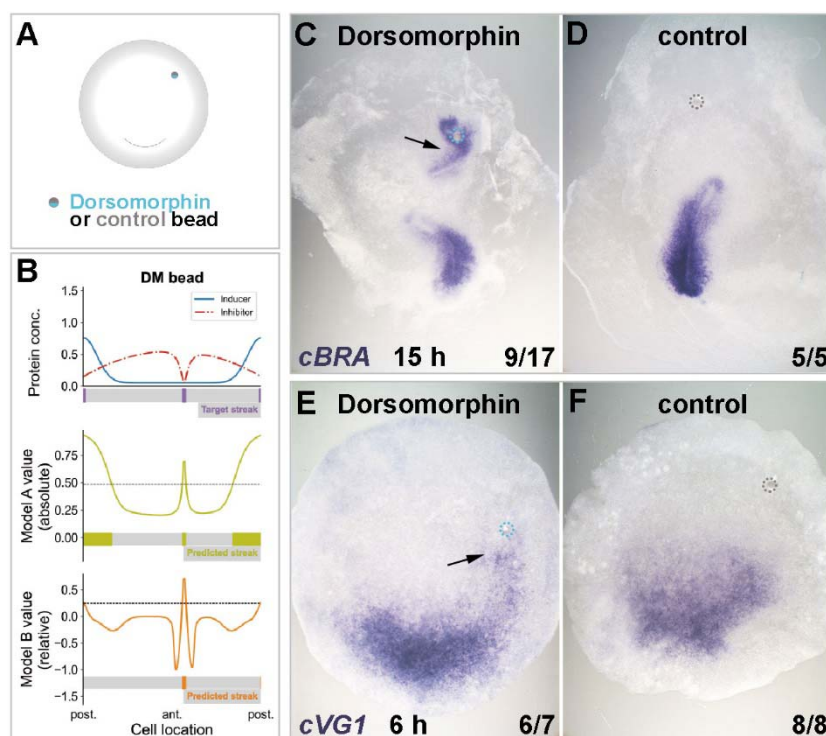 A
Dorsomorphin
or control bead
B
DM bead
Inducer
Inhibitor
Protein conc.
1.5
1.0
0.5
0.0
Target streak
Model A value
(absolute)
0.75
0.50
0.25
0.00
Predicted streak
Model B value
(relative)
0.5
0.0
−0.5
−1.0
−1.5
Predicted streak
post.
ant.
post.
Cell location
C
Dorsomorphin
cBRA 15 h 9/17
D
control
5/5
E
Dorsomorphin
cVG1 6 h 6/7
F
control
8/8